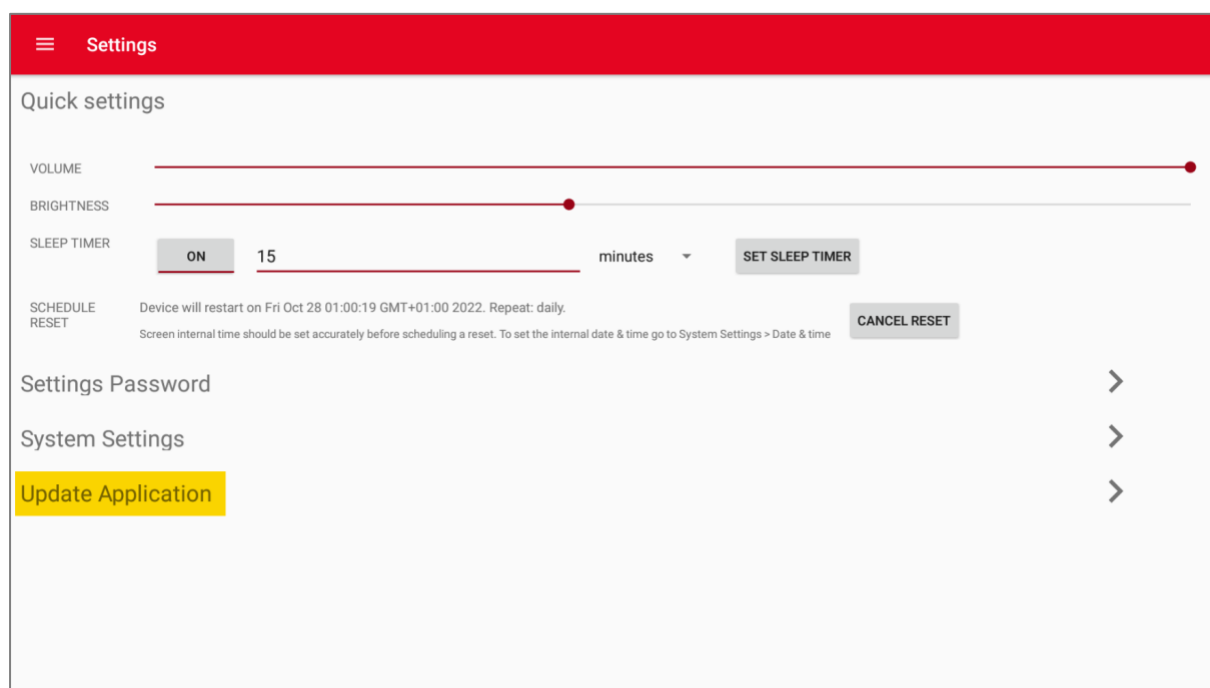 Settings
Quick settings
VOLUME
BRIGHTNESS
SLEEP TIMER
ON
15
minutes
SET SLEEP TIMER
SCHEDULE
RESET
Device will restart on Fri Oct 28 01:00:19 GMT+01:00 2022. Repeat: daily.
Screen internal time should be set accurately before scheduling a reset. To set the internal date & time go to System Settings > Date & time
CANCEL RESET
Settings Password
System Settings
Update Application